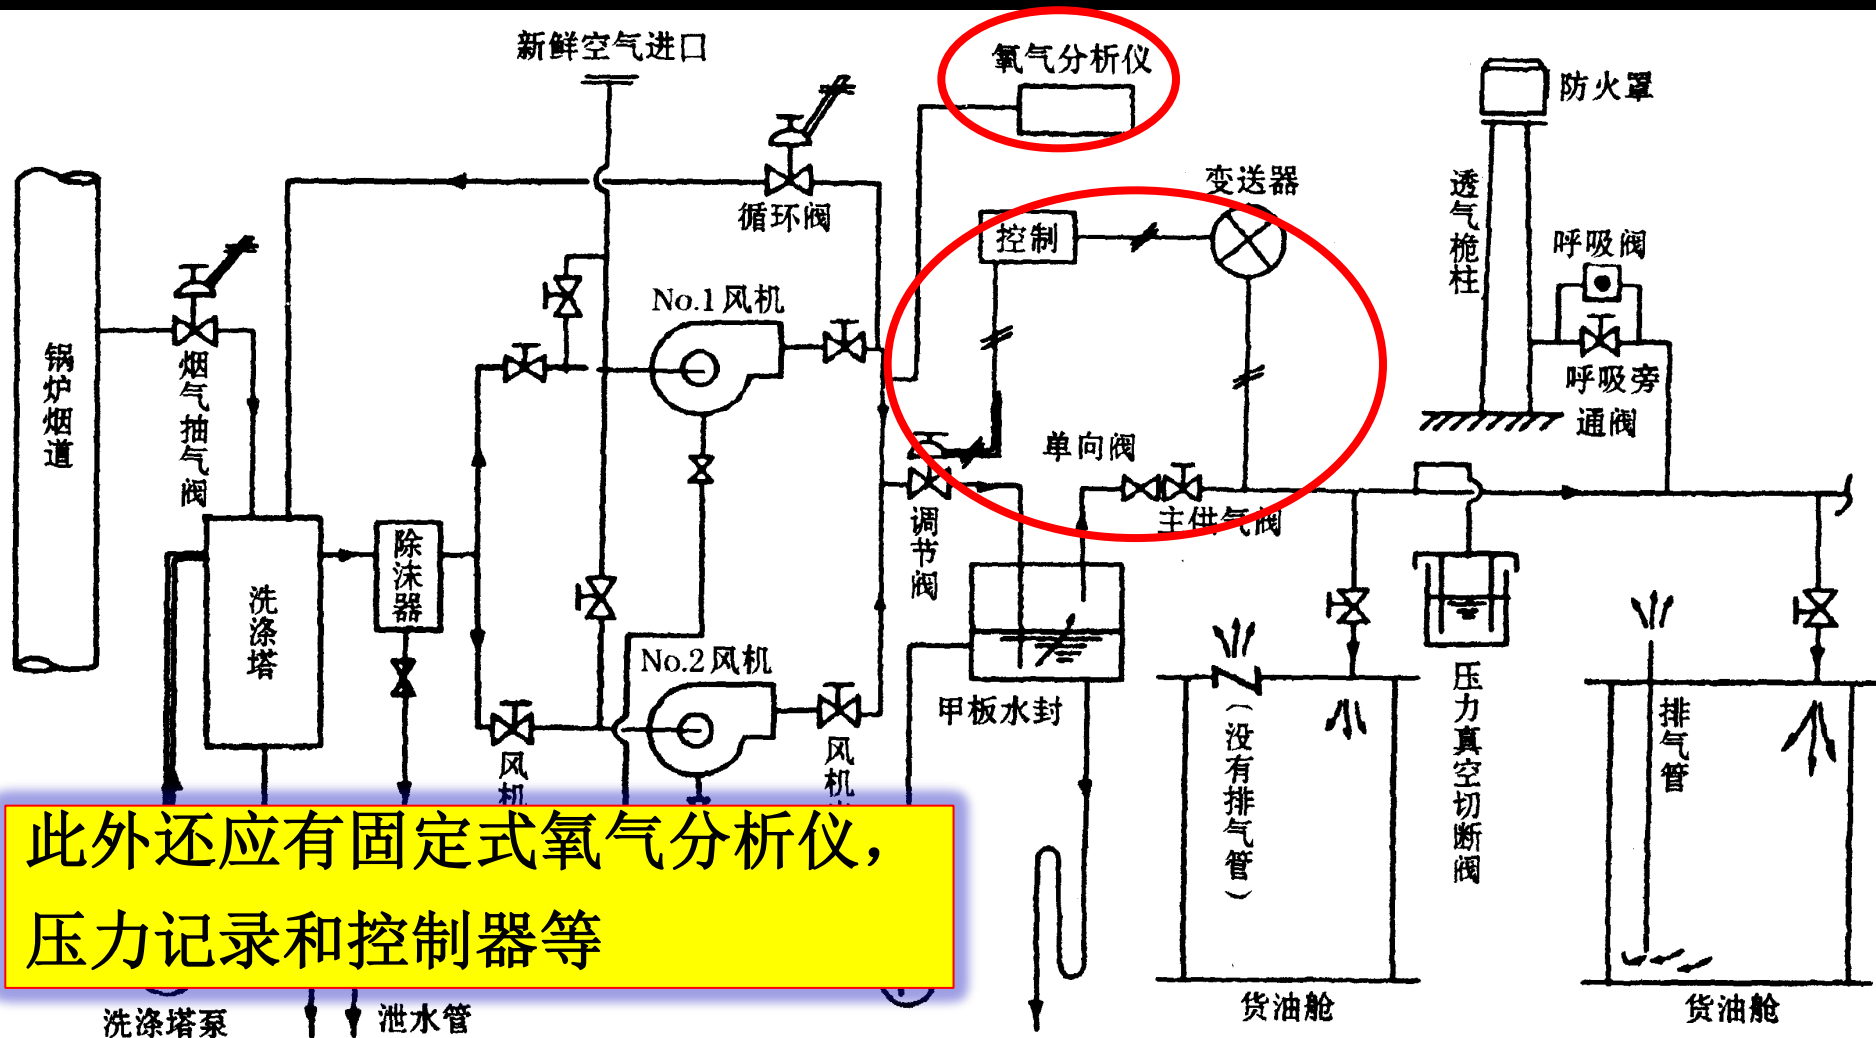 新鲜空气进口
氧气分析仪
防火罩
变送器
透气桅柱
循环阀
控制
呼吸阀
No.1风机
锅炉烟道
烟气抽气阀
呼吸旁
通阀
单向阀
主供气阀
调节阀
除沫器
洗涤塔
No.2风机
甲板水封
压力真空切断阀
(没有排气管)
排气管
风机
风机
此外还应有固定式氧气分析仪，
压力记录和控制器等
洗涤塔泵
泄水管
货油舱
货油舱